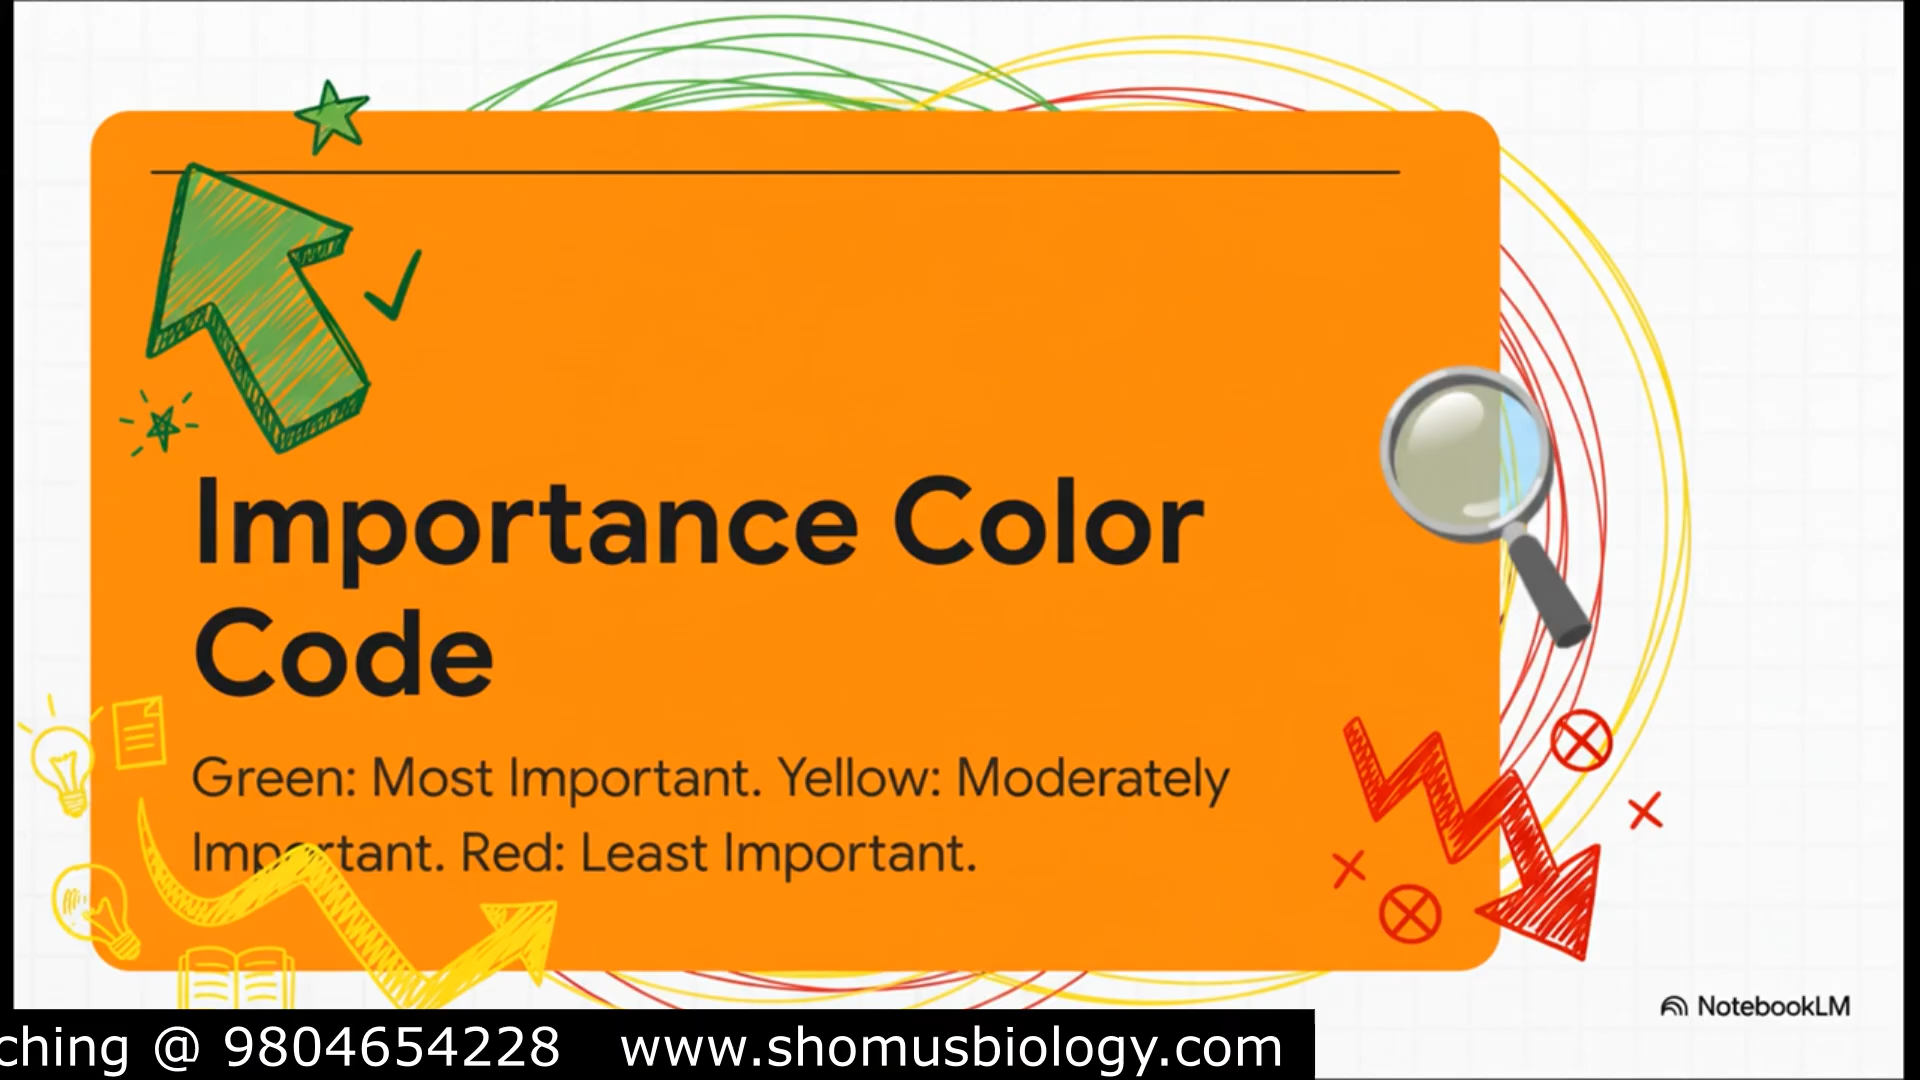 Importance Color
Code
Green: Most Important. Yellow: Moderately
Important. Red: Least Important.
NotebookLM
ching @ 9804654228 www.shomusbiology.com